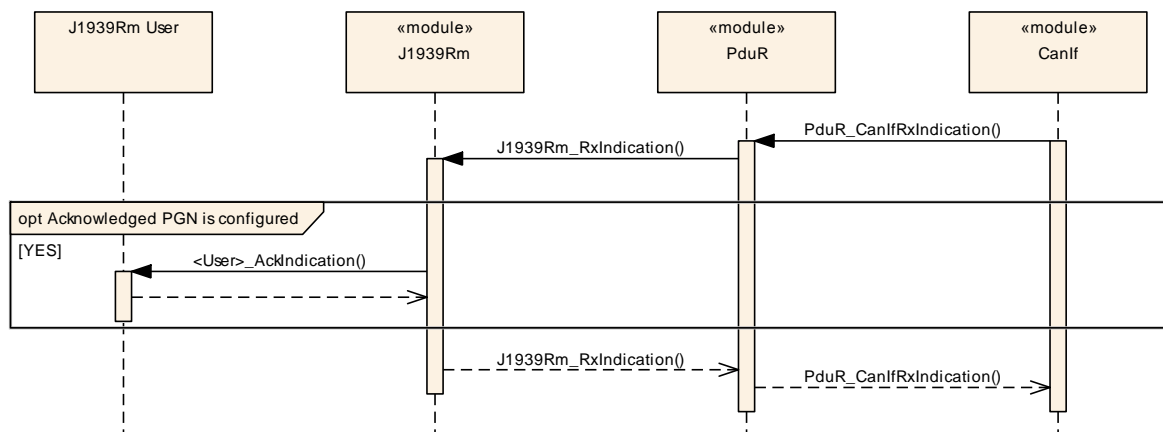 J1939Rm User
«module»
J1939Rm
«module»
PduR
«module»
CanIf
PduR_CanIfRxIndication()
J1939Rm_RxIndication()
opt Acknowledged PGN is configured
[YES]
<User>_AckIndication()
J1939Rm_RxIndication()
PduR_CanIfRxIndication()